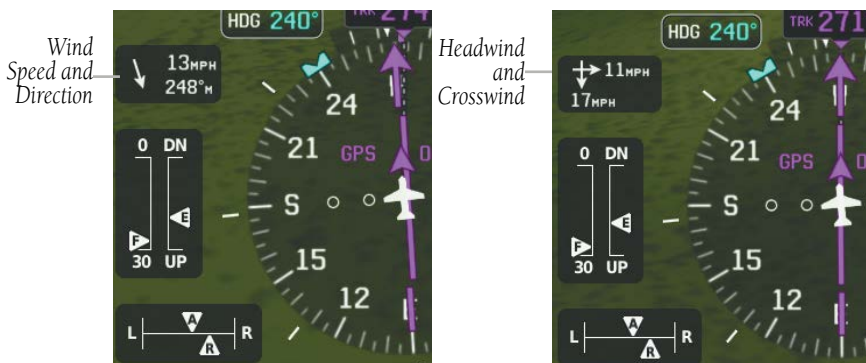 Wind
Speed and
Direction
HDG 240°
TRK 274
13MPH
248°M
24
21
GPS
S
15
12
E
0 DN
F
E
30 UP
L
A
R
R
Headwind
and
Crosswind
HDG 240°
TRK 271
11MPH
17MPH
24
21
GPS
0
S
15
12
E
0 DN
F
E
30 UP
L
A
R
R